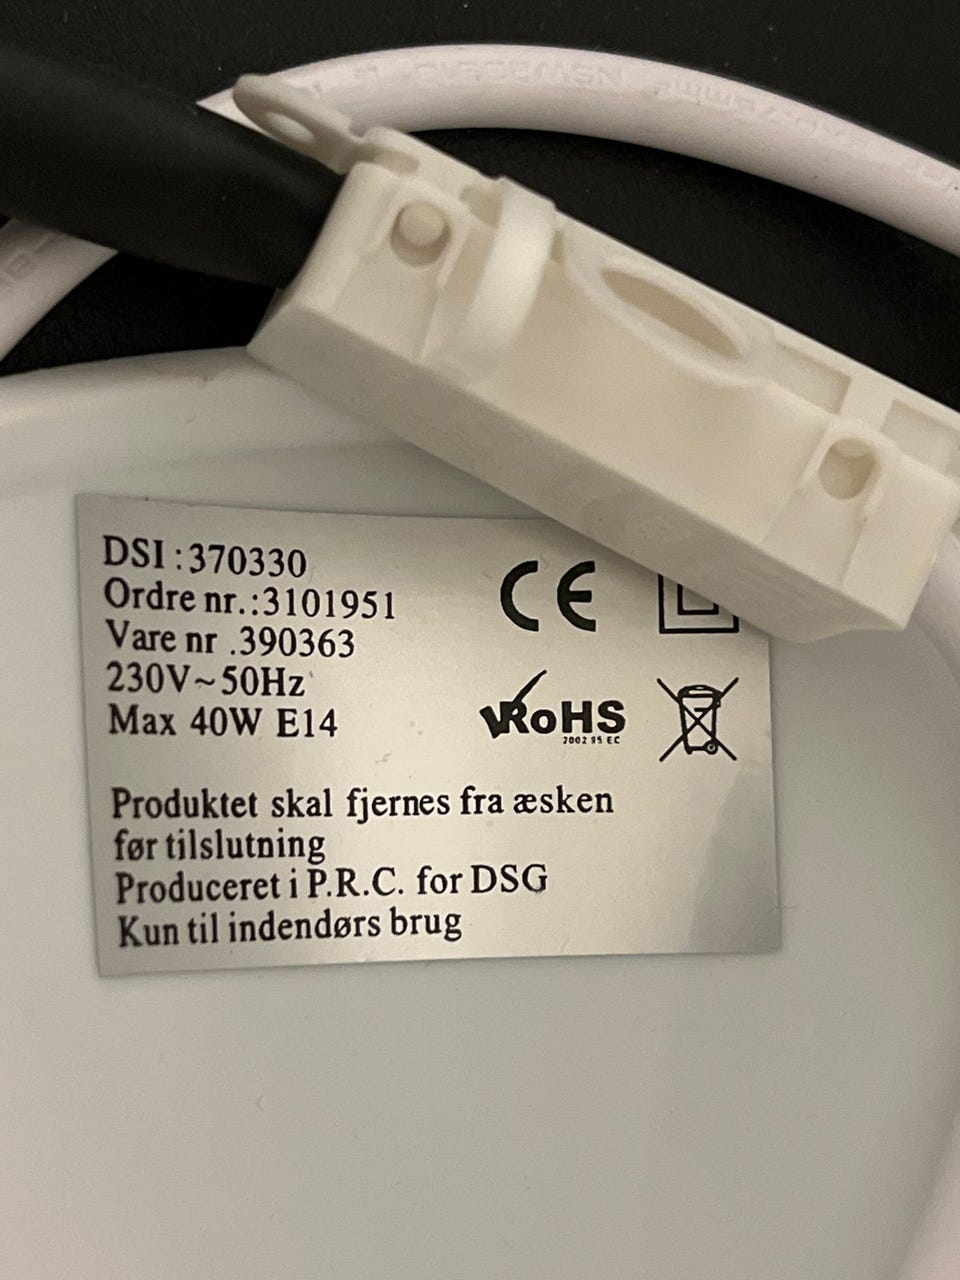 DSI : 370330
Ordre nr.:3101951
Vare nr .390363
230V~50Hz
Max 40W E14
CE
RoHS
2002 95 EC
Produktet skal fjernes fra æsken
før tilslutning
Produceret i P.R.C. for DSG
Kun til indendørs brug